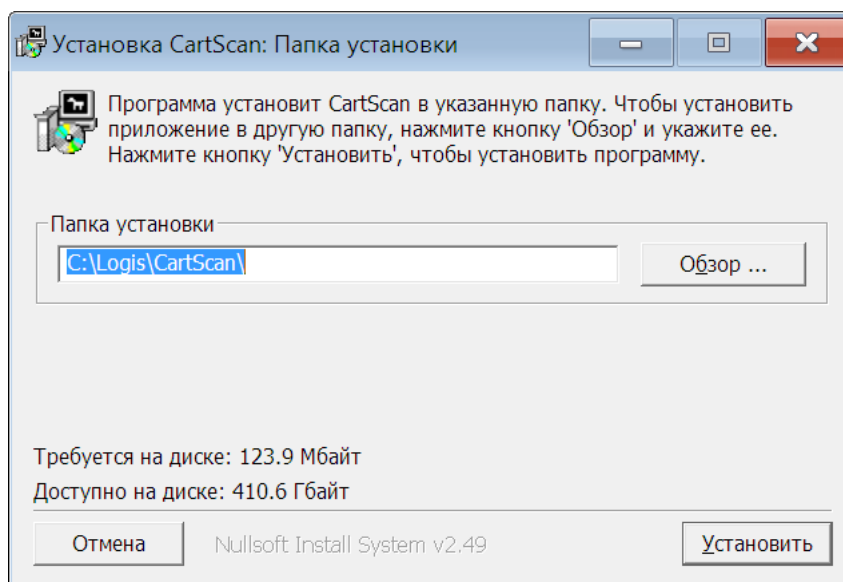 Установка CartScan: Папка установки
Программа установит CartScan в указанную папку. Чтобы установить
приложение в другую папку, нажмите кнопку 'Обзор' и укажите ее.
Нажмите кнопку 'Установить', чтобы установить программу.
Папка установки
C:\Logis\CartScan\
Обзор ...
Требуется на диске: 123.9 Мбайт
Доступно на диске: 410.6 Гбайт
Отмена
Nullsoft Install System v2.49
Установить